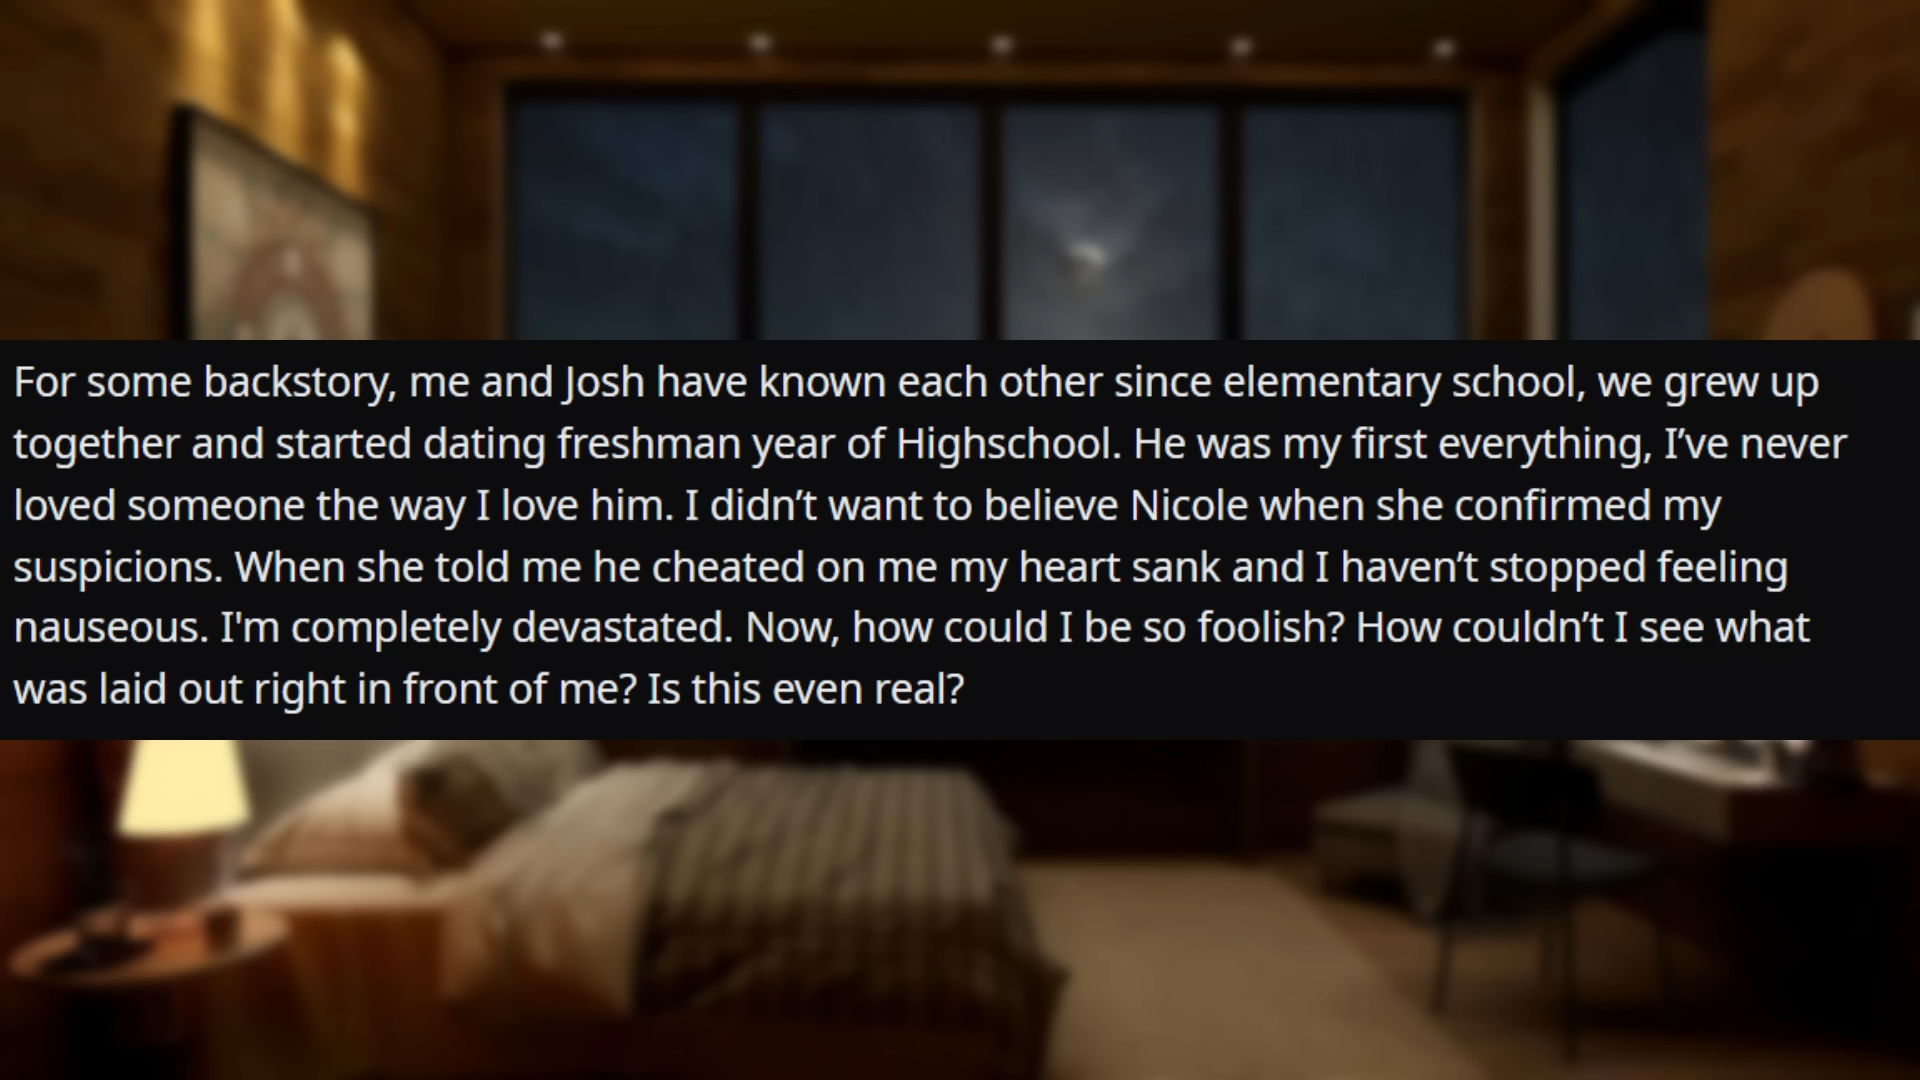 For some backstory, me and Josh have known each other since elementary school, we grew up
together and started dating freshman year of Highschool. He was my first everything, I’ve never
loved someone the way I love him. I didn’t want to believe Nicole when she confirmed my
suspicions. When she told me he cheated on me my heart sank and I haven’t stopped feeling
nauseous. I'm completely devastated. Now, how could I be so foolish? How couldn’t I see what
was laid out right in front of me? Is this even real?